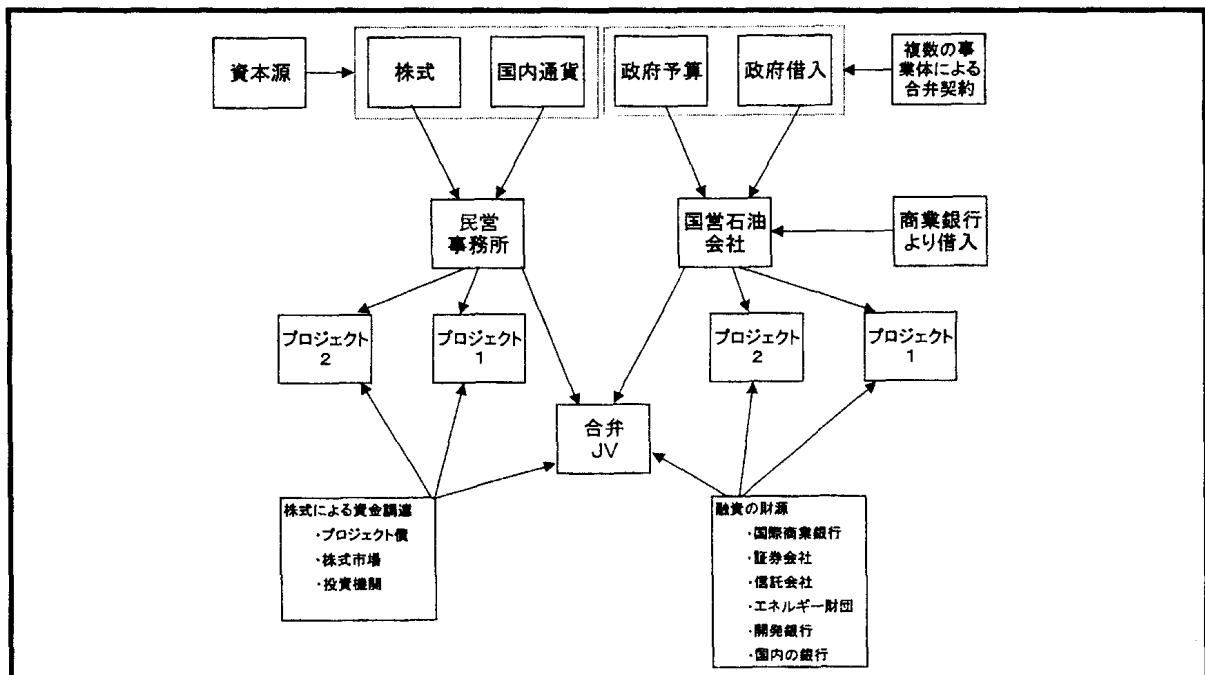 資本源
株式
国内通貨
政府予算
政府借入
複数の事
業体による
合弁契約
民営
事務所
国営石油
会社
商業銀行
より借入
プロジェクト
2
プロジェクト
1
プロジェクト
2
プロジェクト
1
合弁
JV
株式による資金調達
・プロジェクト債
・株式市場
・投資機関
融資の財源
・国際商業銀行
・証券会社
・信託会社
・エネルギー財団
・開発銀行
・国内の銀行